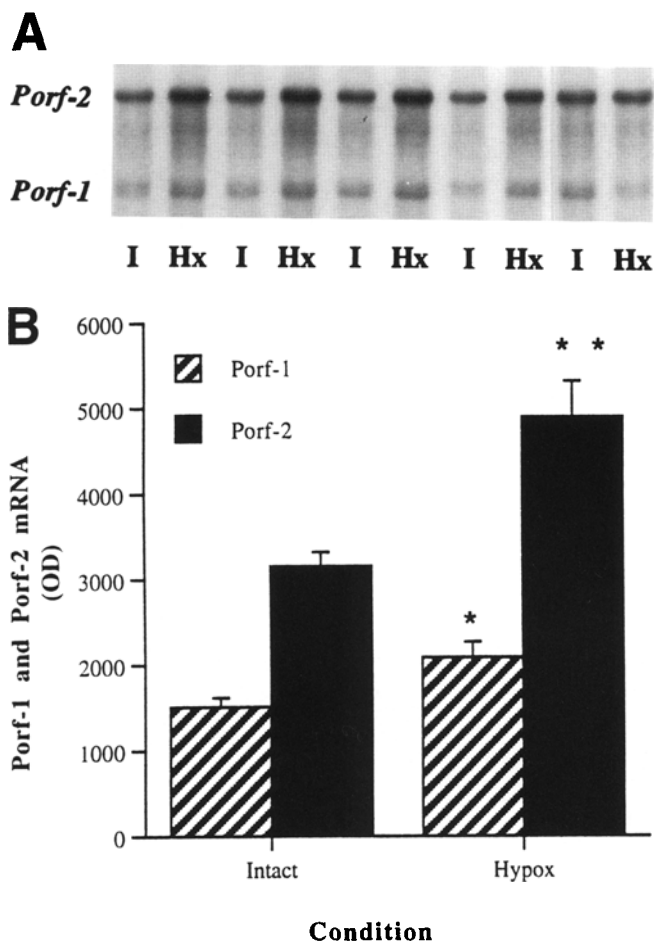 A
Porf-2
Porf-1
I Hx I Hx I Hx I Hx I Hx
B
6000
5000
4000
3000
2000
1000
0
Porf-1 and Porf-2 mRNA
(OD)
Porf-1
Porf-2
* *
*
Intact Hypox
Condition